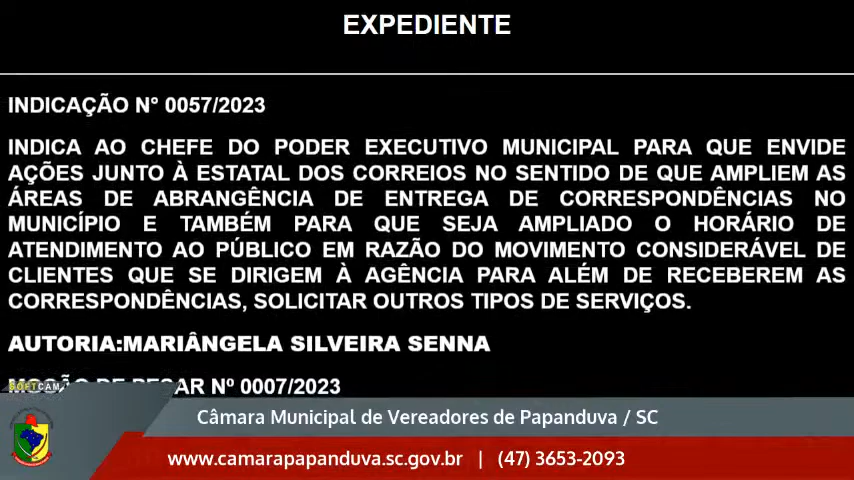 EXPEDIENTE
INDICAÇÃO N° 0057/2023
INDICA AO CHEFE DO PODER EXECUTIVO MUNICIPAL PARA QUE ENVIDE
AÇÕES JUNTO À ESTATAL DOS CORREIOS NO SENTIDO DE QUE AMPLIEM AS
ÁREAS DE ABRANGÊNCIA DE ENTREGA DE CORRESPONDÊNCIAS NO
MUNICÍPIO E TAMBÉM PARA QUE SEJA AMPLIADO O HORÁRIO DE
ATENDIMENTO AO PÚBLICO EM RAZÃO DO MOVIMENTO CONSIDERÁVEL DE
CLIENTES QUE SE DIRIGEM À AGÊNCIA PARA ALÉM DE RECEBEREM AS
CORRESPONDÊNCIAS, SOLICITAR OUTROS TIPOS DE SERVIÇOS.
AUTORIA:MARIÂNGELA SILVEIRA SENNA
MOÇÃO DE PESAR Nº 0007/2023
SOFTCAM
Câmara Municipal de Vereadores de Papanduva / SC
www.camarapapanduva.sc.gov.br | (47) 3653-2093